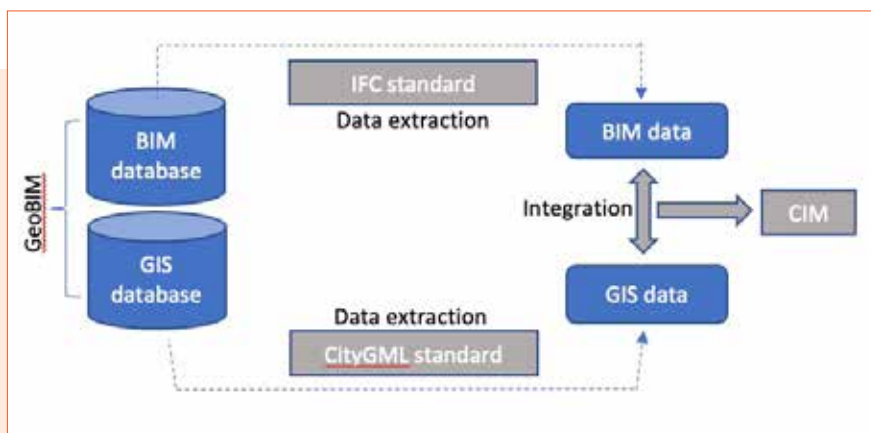 IFC standard
Data extraction
BIM
database
BIM data
GeoBIM
Integration
CIM
GIS
database
GIS data
Data extraction
CityGML standard